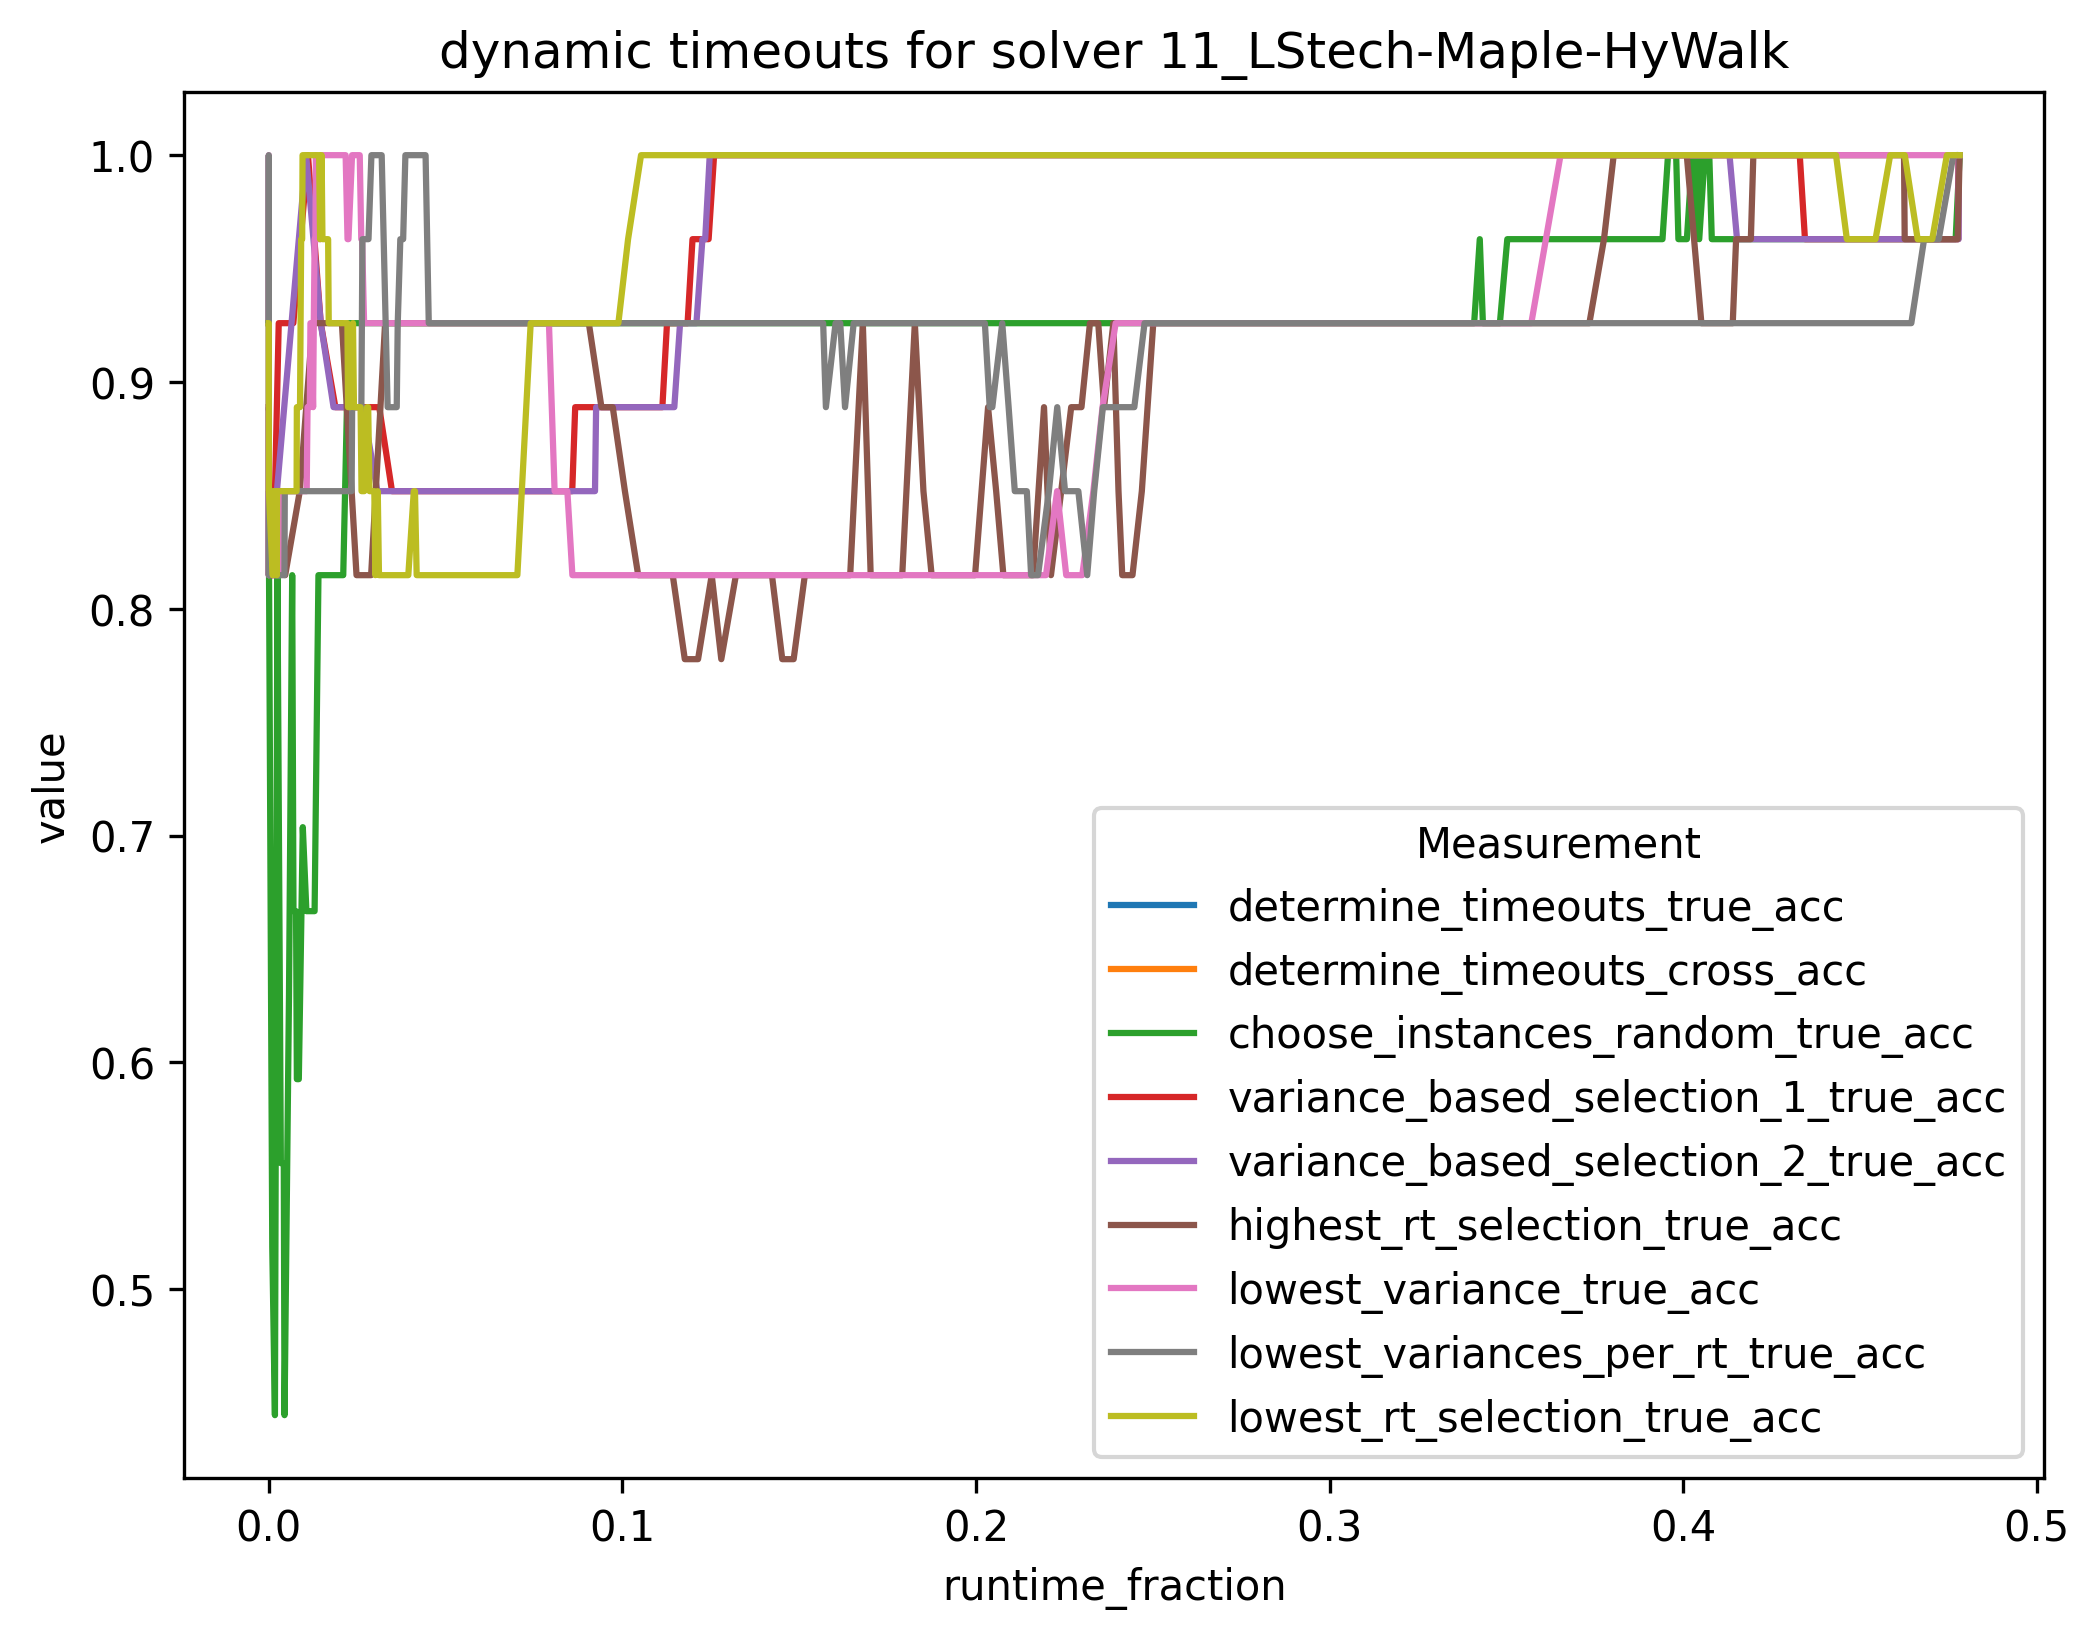 dynamic timeouts for solver 11_LStech-Maple-HyWalk
value
1.0
0.9
0.8
0.7
0.6
0.5
Measurement
determine_timeouts_true_acc
determine_timeouts_cross_acc
choose_instances_random_true_acc
variance_based_selection_1_true_acc
variance_based_selection_2_true_acc
highest_rt_selection_true_acc
lowest_variance_true_acc
lowest_variances_per_rt_true_acc
lowest_rt_selection_true_acc
0.0 0.1 0.2 0.3 0.4 0.5
runtime_fraction